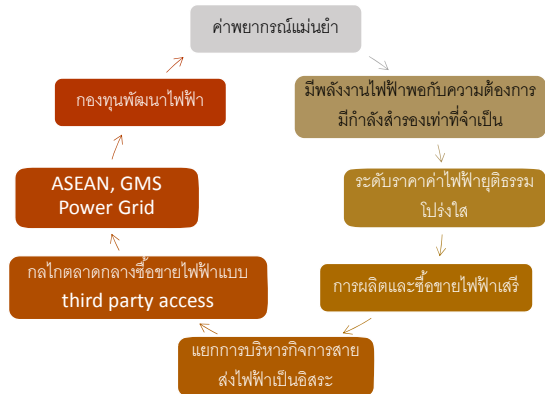 ค่าพยากรณ์แม่นยำ
มีพลังงานไฟฟ้าพอกับความต้องการ
มีกำลังสำรองเท่าที่จำเป็น
ระดับราคาค่าไฟฟ้ายุติธรรม
โปร่งใส
การผลิตและซื้อขายไฟฟ้าเสรี
แยกการบริหารกิจการสาย
ส่งไฟฟ้าเป็นอิสระ
กลไกตลาดกลางซื้อขายไฟฟ้าแบบ
third party access
ASEAN, GMS
Power Grid
กองทุนพัฒนาไฟฟ้า